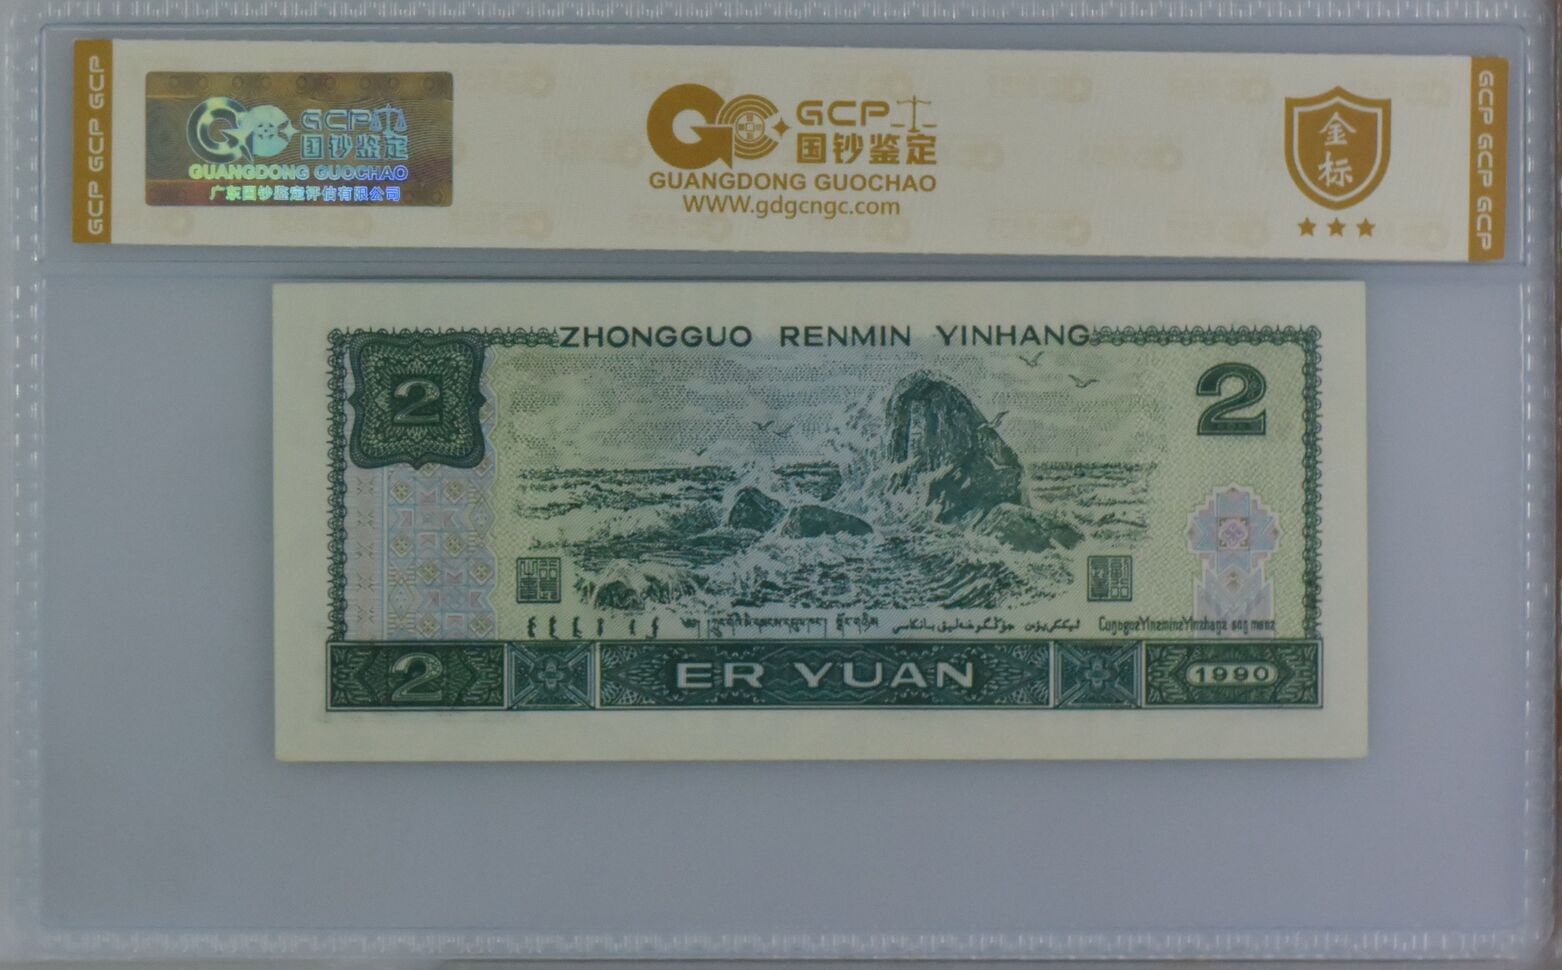 GCP GCP GCP
GCP
国钞鉴定
GUANGDONG GUOCHAO
广东国钞鉴定评估有限公司
GCP
国钞鉴定
GUANGDONG GUOCHAO
WWW.gdgcngc.com
金标
GCP GCP GCP
ZHONGGUO RENMIN YINHANG
2 2
2 ER YUAN 1990